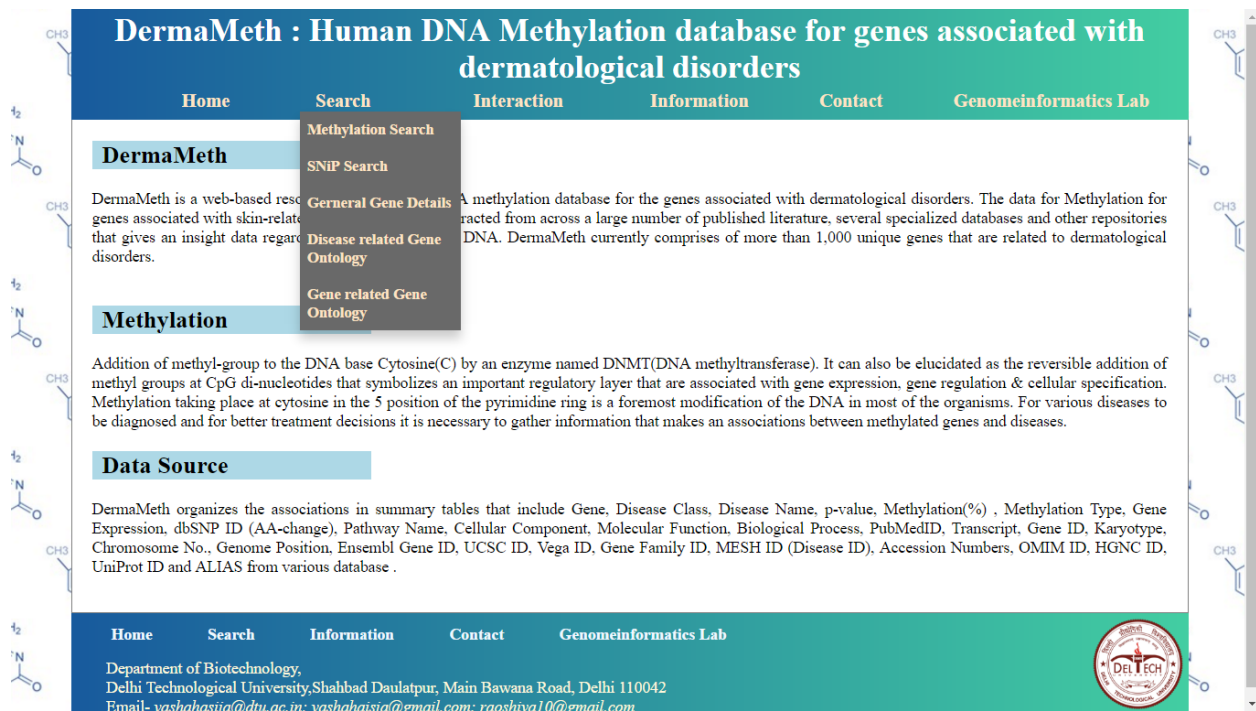 DermaMeth : Human DNA Methylation database for genes associated with
dermatological disorders
Home Search Interaction Information Contact Genomeinformatics Lab
Methylation Search
SNiP Search
Gerneral Gene Details
Disease related Gene
Ontology
Gene related Gene
Ontology
DermaMeth
DermaMeth is a web-based methylation database for the genes associated with dermatological disorders. The data for Methylation for
genes associated with from across a large number of published literature, several specialized databases and other repositories
that gives an insight data DNA. DermaMeth currently comprises of more than 1,000 unique genes that are related to dermatological
disorders.
Methylation
Addition of methyl-group to the DNA base Cytosine(C) by an enzyme named DNMT(DNA methyltransferase). It can also be elucidated as the reversible addition of
methyl groups at CpG di-nucleotides that symbolizes an important regulatory layer that are associated with gene expression, gene regulation & cellular specification.
Methylation taking place at cytosine in the 5 position of the pyrimidine ring is a foremost modification of the DNA in most of the organisms. For various diseases to
be diagnosed and for better treatment decisions it is necessary to gather information that makes an associations between methylated genes and diseases.
Data Source
DermaMeth organizes the associations in summary tables that include Gene, Disease Class, Disease Name, p-value, Methylation(%) , Methylation Type, Gene
Expression, dbSNP ID (AA-change), Pathway Name, Cellular Component, Molecular Function, Biological Process, PubMedID, Transcript, Gene ID, Karyotype,
Chromosome No., Genome Position, Ensembl Gene ID, UCSC ID, Vega ID, Gene Family ID, MESH ID (Disease ID), Accession Numbers, OMIM ID, HGNC ID,
UniProt ID and ALIAS from various database .
Home Search Information Contact Genomeinformatics Lab
Department of Biotechnology,
Delhi Technological University,Shahbad Daulatpur, Main Bawana Road, Delhi 110042
Email-
DELTECH
CH3
CH3
CH3
CH3
CH3
CH3
CH3
CH3